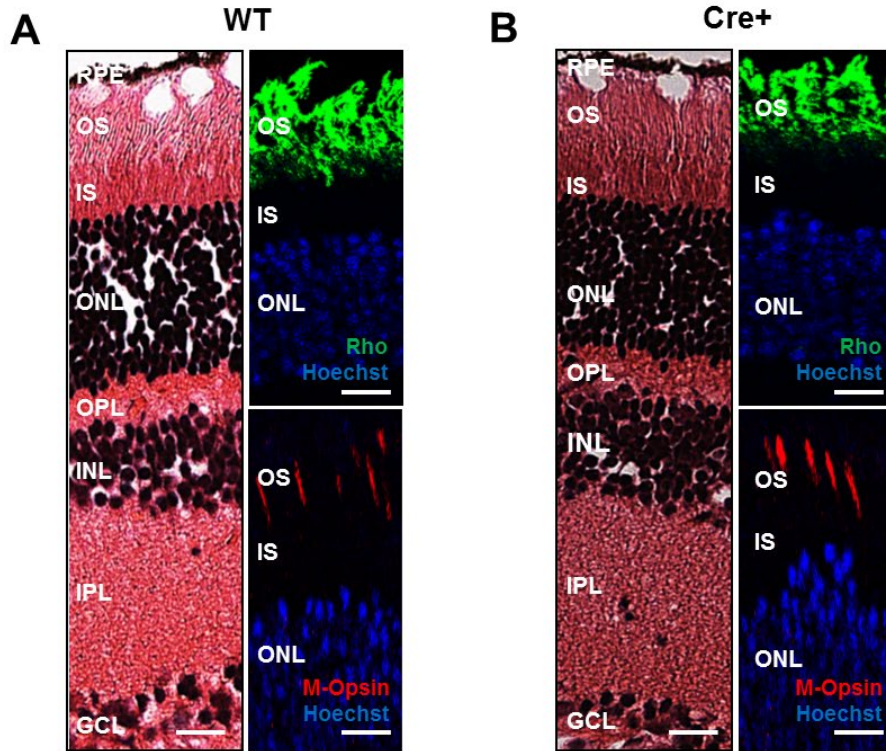 A
WT
RPE
OS
IS
ONL
OPL
INL
IPL
GCL
OS
IS
ONL
Rho
Hoechst
OS
IS
ONL
M-Opsin
Hoechst
B
Cre+
RPE
OS
IS
ONL
OPL
INL
IPL
GCL
OS
IS
ONL
Rho
Hoechst
OS
IS
ONL
M-Opsin
Hoechst